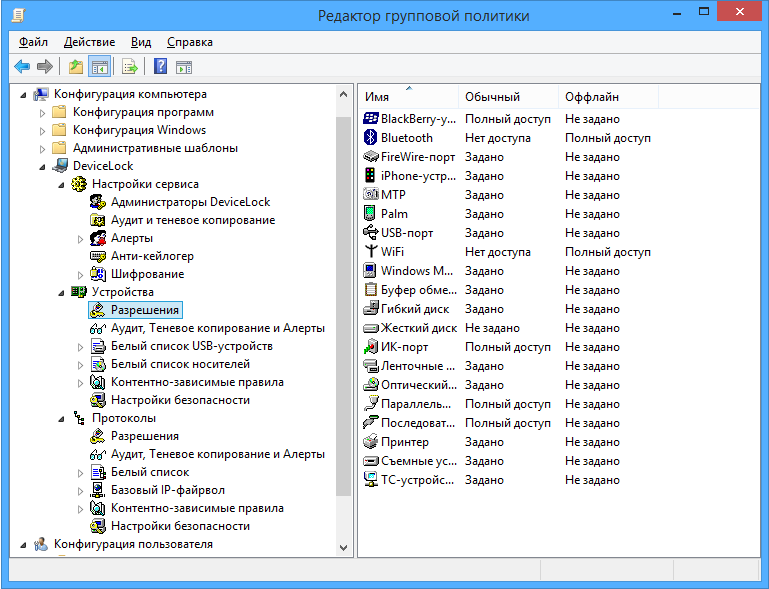 Редактор групповой политики
Файл Действие Вид Справка
Конфигурация компьютера
Конфигурация программ
Конфигурация Windows
Административные шаблоны
DeviceLock
Настройки сервиса
Администраторы DeviceLock
Аудит и теневое копирование
Алерты
Анти-кейлогер
Шифрование
Устройства
Разрешения
Аудит, Теневое копирование и Алерты
Белый список USB-устройств
Белый список носителей
Контентно-зависимые правила
Настройки безопасности
Протоколы
Разрешения
Аудит, Теневое копирование и Алерты
Белый список
Базовый IP-файрвол
Контентно-зависимые правила
Настройки безопасности
Конфигурация пользователя
Имя Обычный Оффлайн
BlackBerry-у... Полный доступ Не задано
Bluetooth Нет доступа Полный доступ
FireWire-порт Задано Не задано
iPhone-устр... Задано Не задано
MTP Задано Не задано
Palm Задано Не задано
USB-порт Задано Не задано
WiFi Нет доступа Полный доступ
Windows M... Задано Не задано
Буфер обме... Задано Не задано
Гибкий диск Задано Не задано
Жесткий диск Не задано Не задано
ИК-порт Полный доступ Не задано
Ленточные ... Задано Не задано
Оптический... Задано Не задано
Параллель... Полный доступ Не задано
Последоват... Полный доступ Не задано
Принтер Задано Не задано
Съемные ус... Задано Не задано
ТС-устройс... Задано Не задано